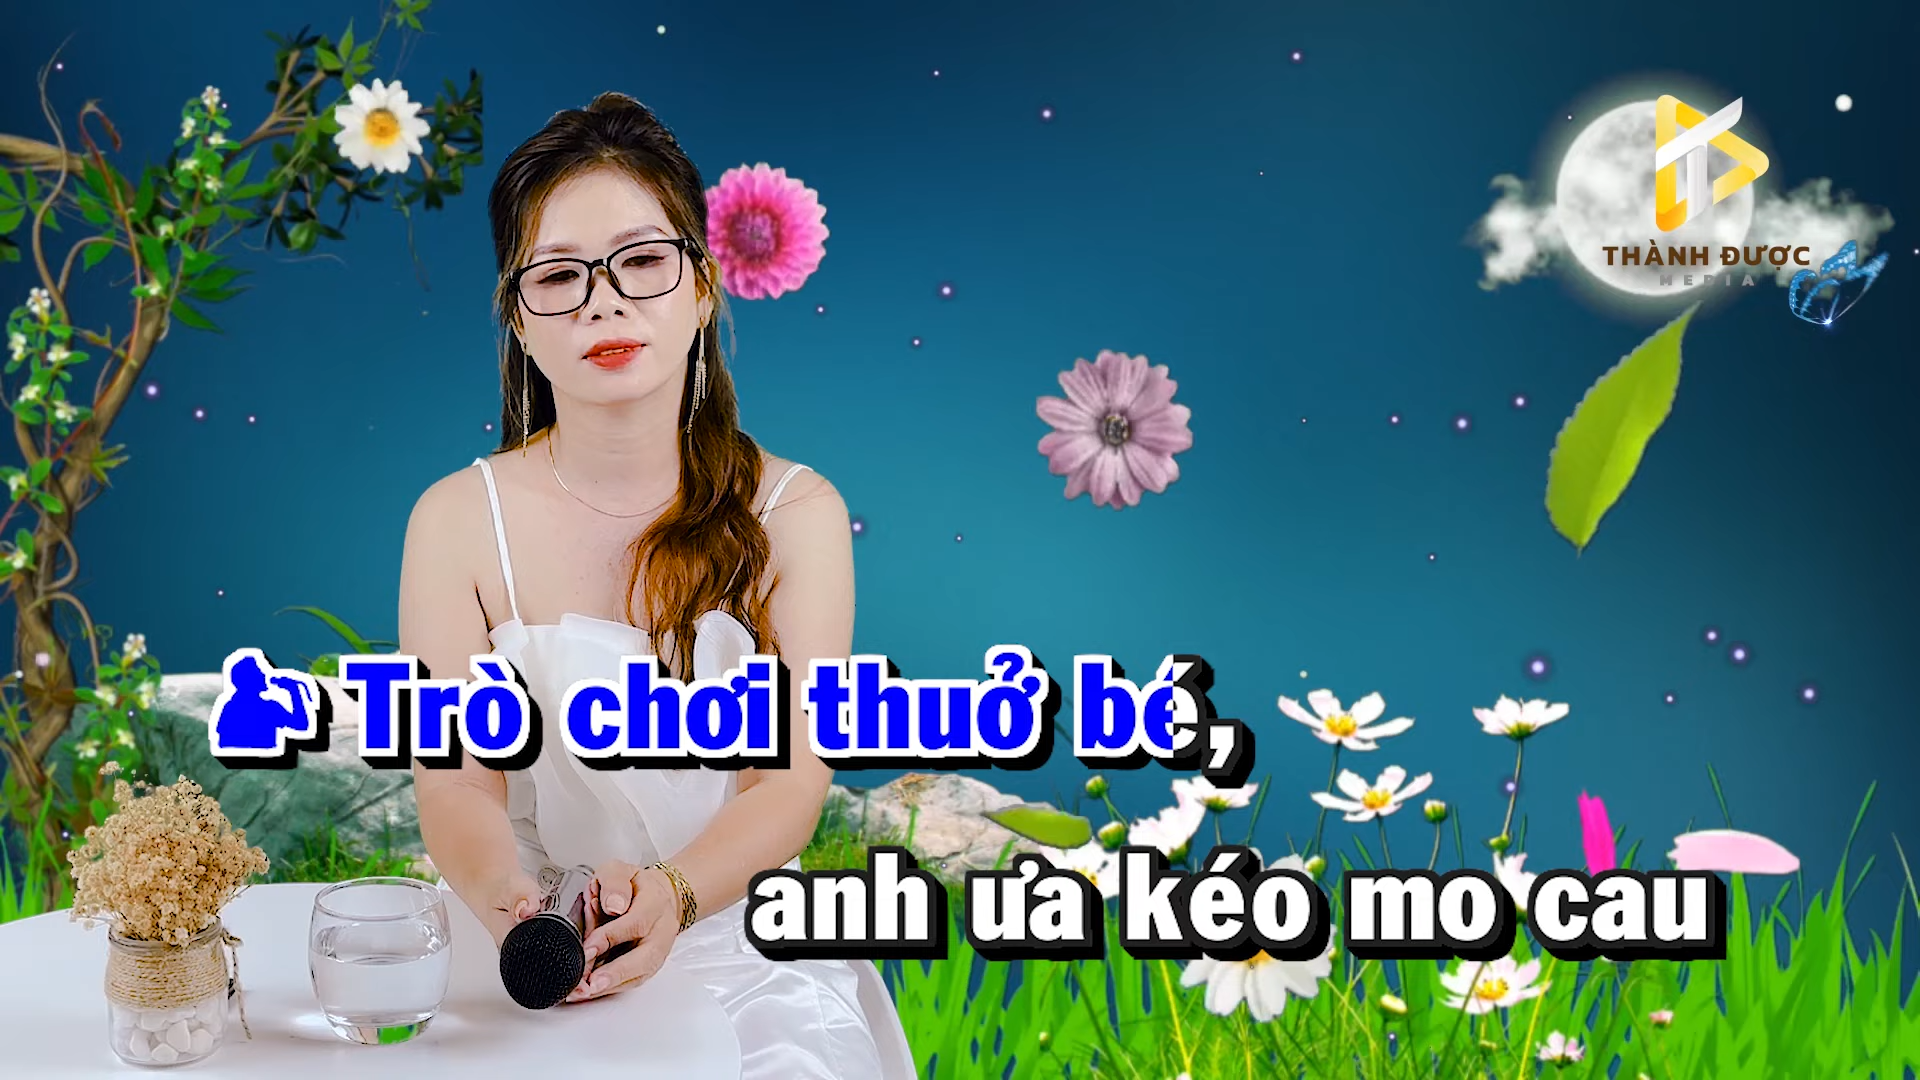 THÀNH ĐƯỢC
MEDIA
Trò chơi thuở bé,
anh ưa kéo mo cau